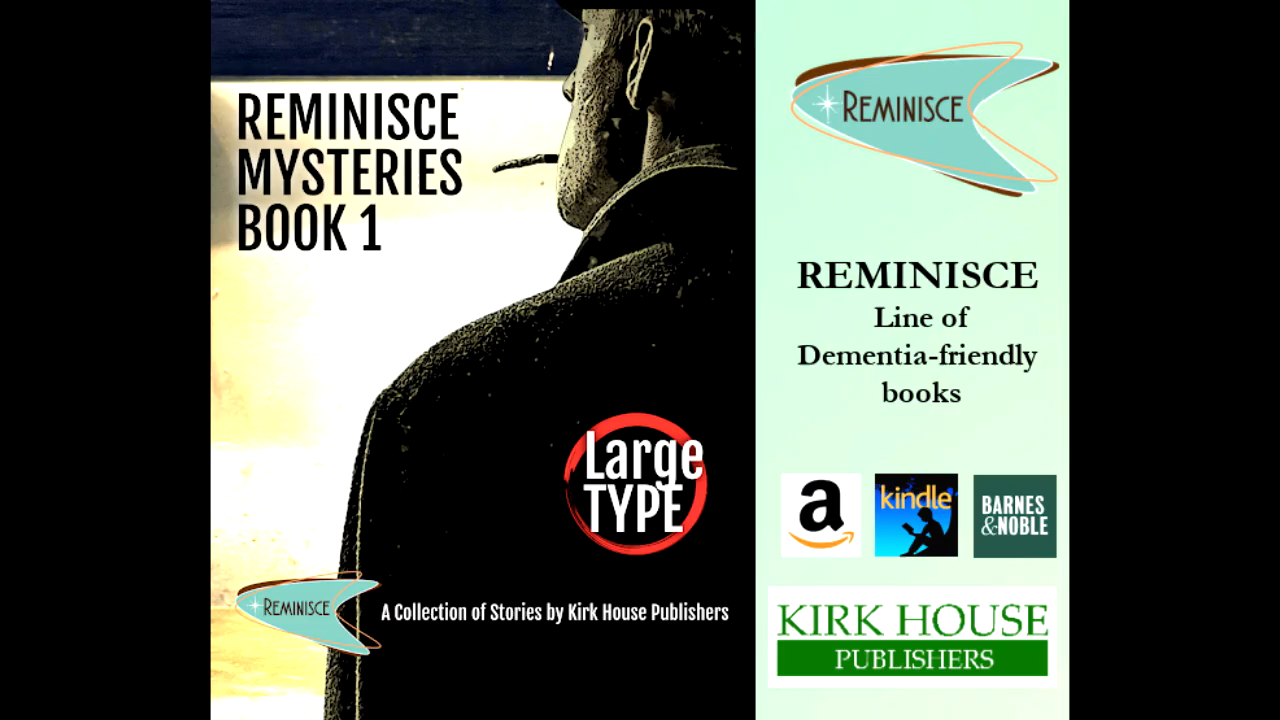 REMINISCE
MYSTERIES
BOOK 1
Large
TYPE
REMINISCE
A Collection of Stories by Kirk House Publishers
REMINISCE
REMINISCE
Line of
Dementia-friendly
books
a
kindle
BARNES
&NOBLE
KIRK HOUSE
PUBLISHERS